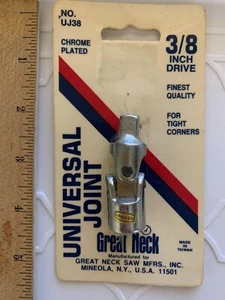 NO.
UJ38
CHROME
PLATED
3/8
INCH
DRIVE
FINEST
QUALITY
FOR
TIGHT
CORNERS
UNIVERSAL
JOINT
Great Neck
Manufactured for
GREAT NECK SAW MFRS., INC.
MINEOLA, N.Y., U.S.A. 11501
MADE
IN
TAIWAN